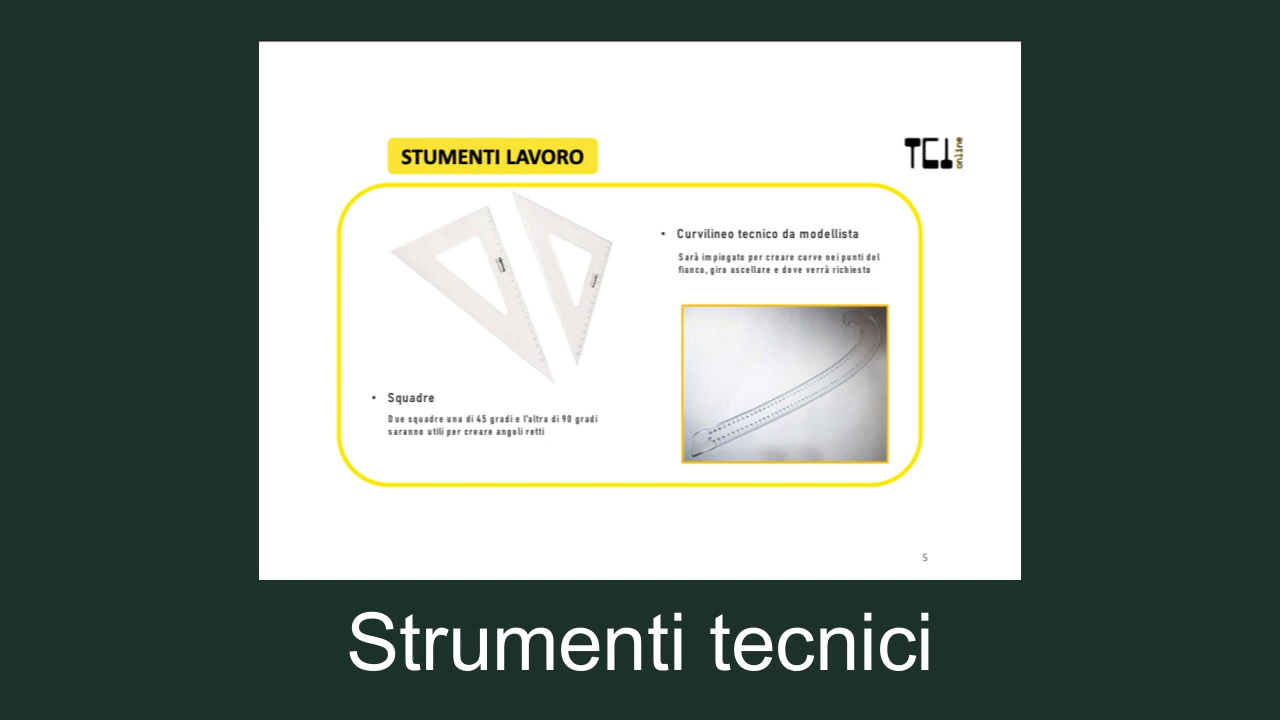 STUMENTI LAVORO
TCI online
• Squadre
Due squadre una di 45 gradi e l'altra di 90 gradi
saranno utili per creare angoli retti
• Curvilineo tecnico da modellista
Sarà impiegato per creare curve nei punti del
fianco, giro ascellare e dove verrà richiesto
5
Strumenti tecnici